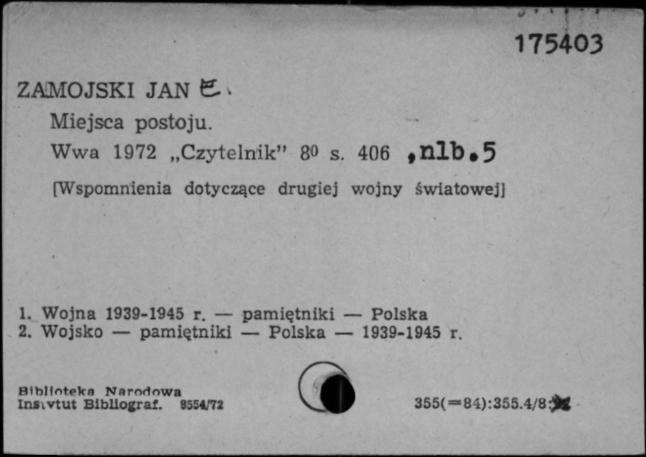 175403
ZAMOJSKI JAN E.
Miejsca postoju.
Wwa 1972 „Czytelnik” 8⁰ s. 406 ,nlb.5
[Wspomnienia dotyczące drugiej wojny światowej]
1. Wojna 1939-1945 r. — pamiętniki — Polska
2. Wojsko — pamiętniki — Polska — 1939-1945 r.
Biblioteka Narodowa
Instytut Bibliograf. 8554/72
355(=84):355.4/8